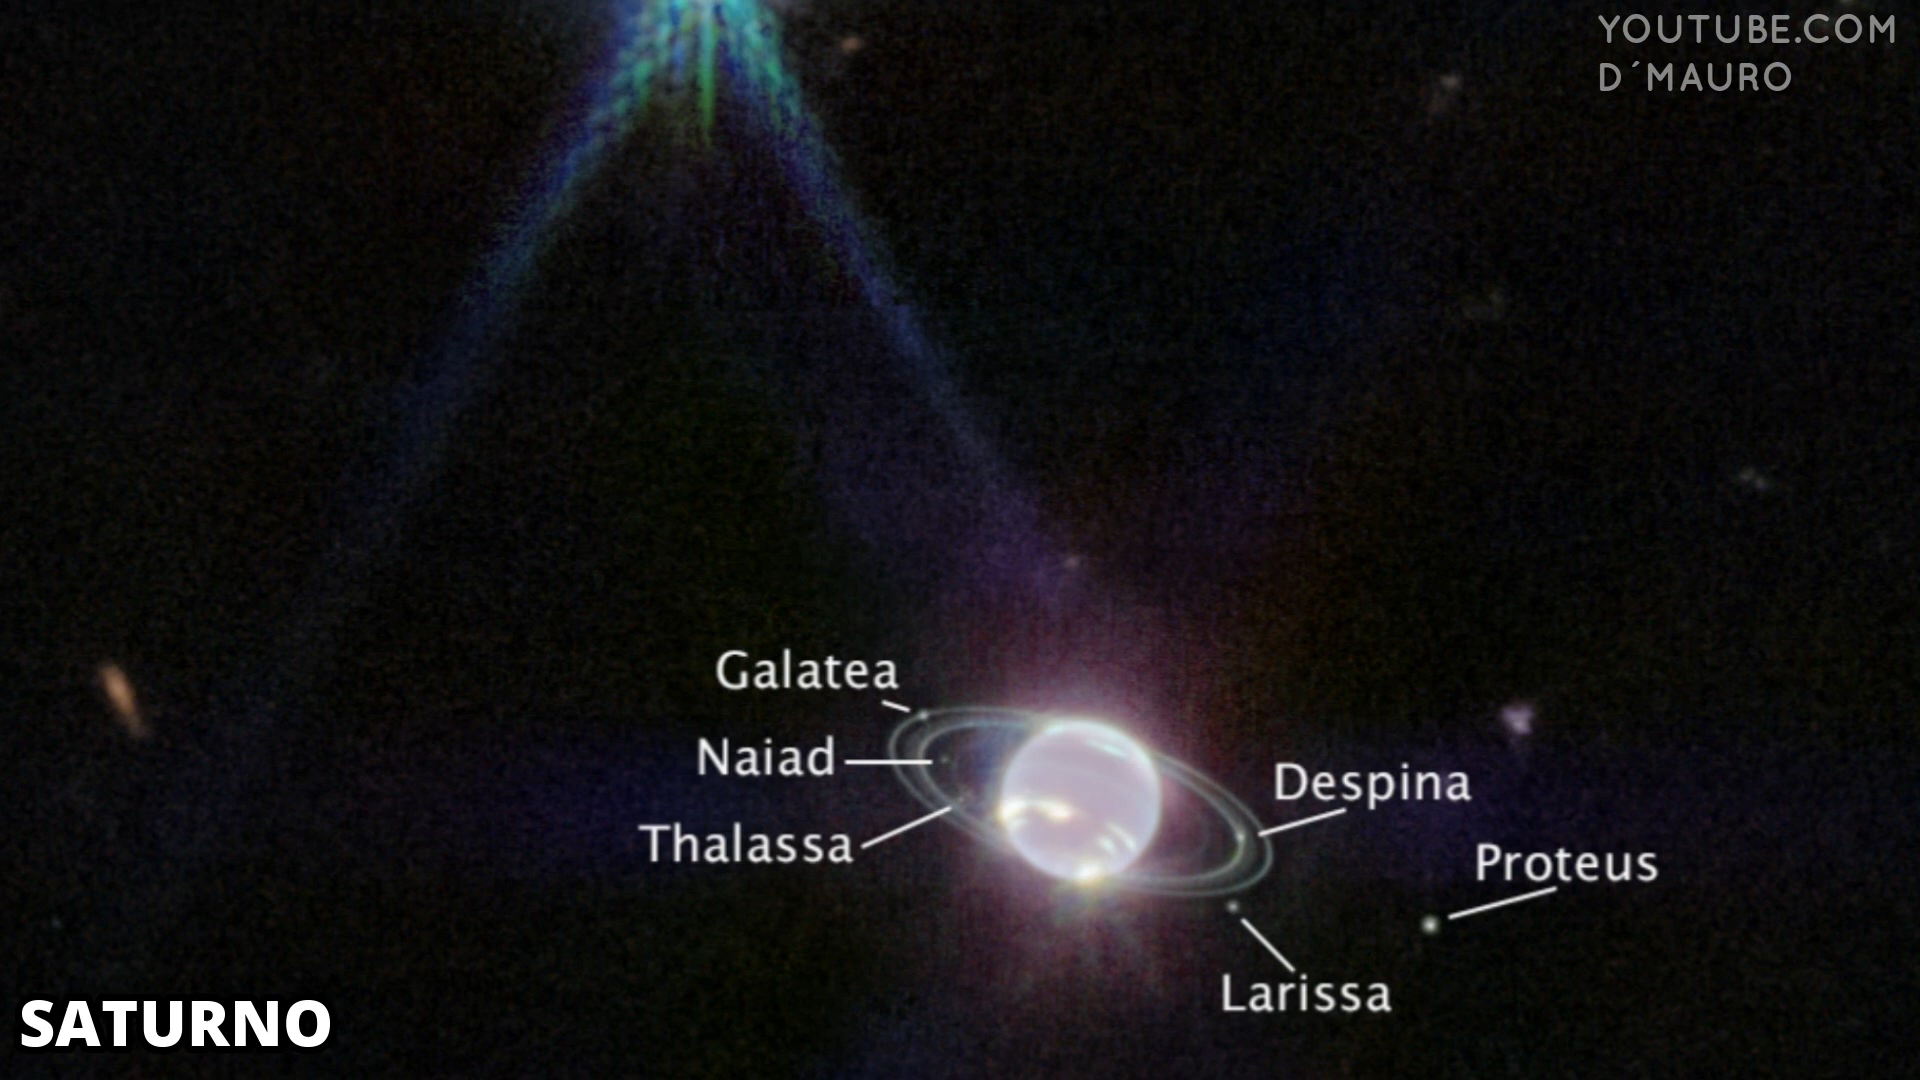 YOUTUBE.COM
D´MAURO
Galatea
Naiad
Thalassa
Despina
Proteus
Larissa
SATURNO